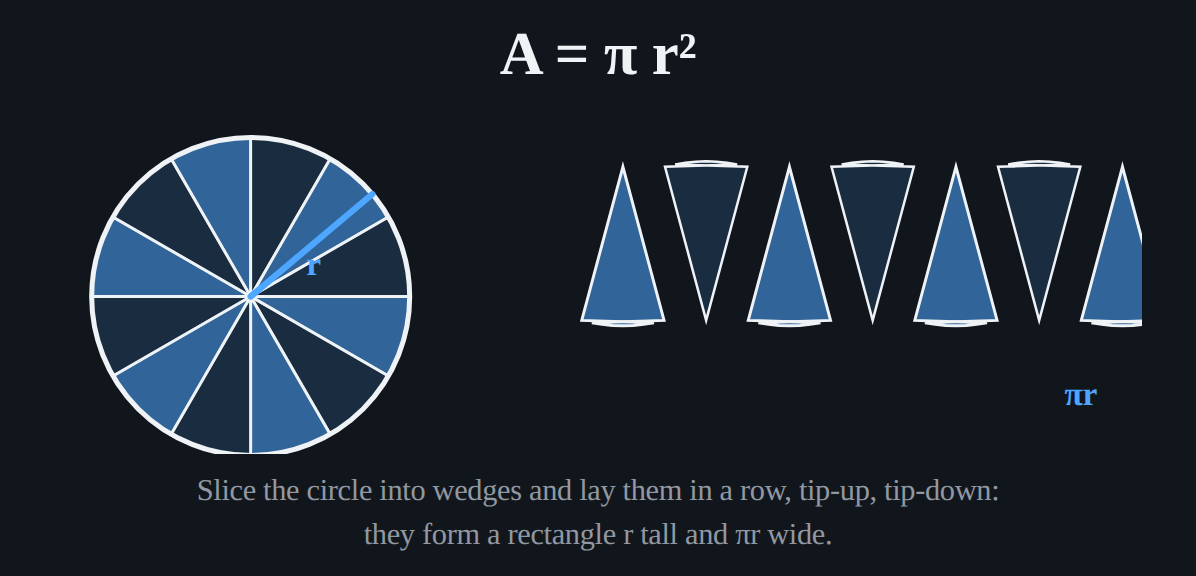 A = π r²
r
πr
Slice the circle into wedges and lay them in a row, tip-up, tip-down:
they form a rectangle r tall and πr wide.